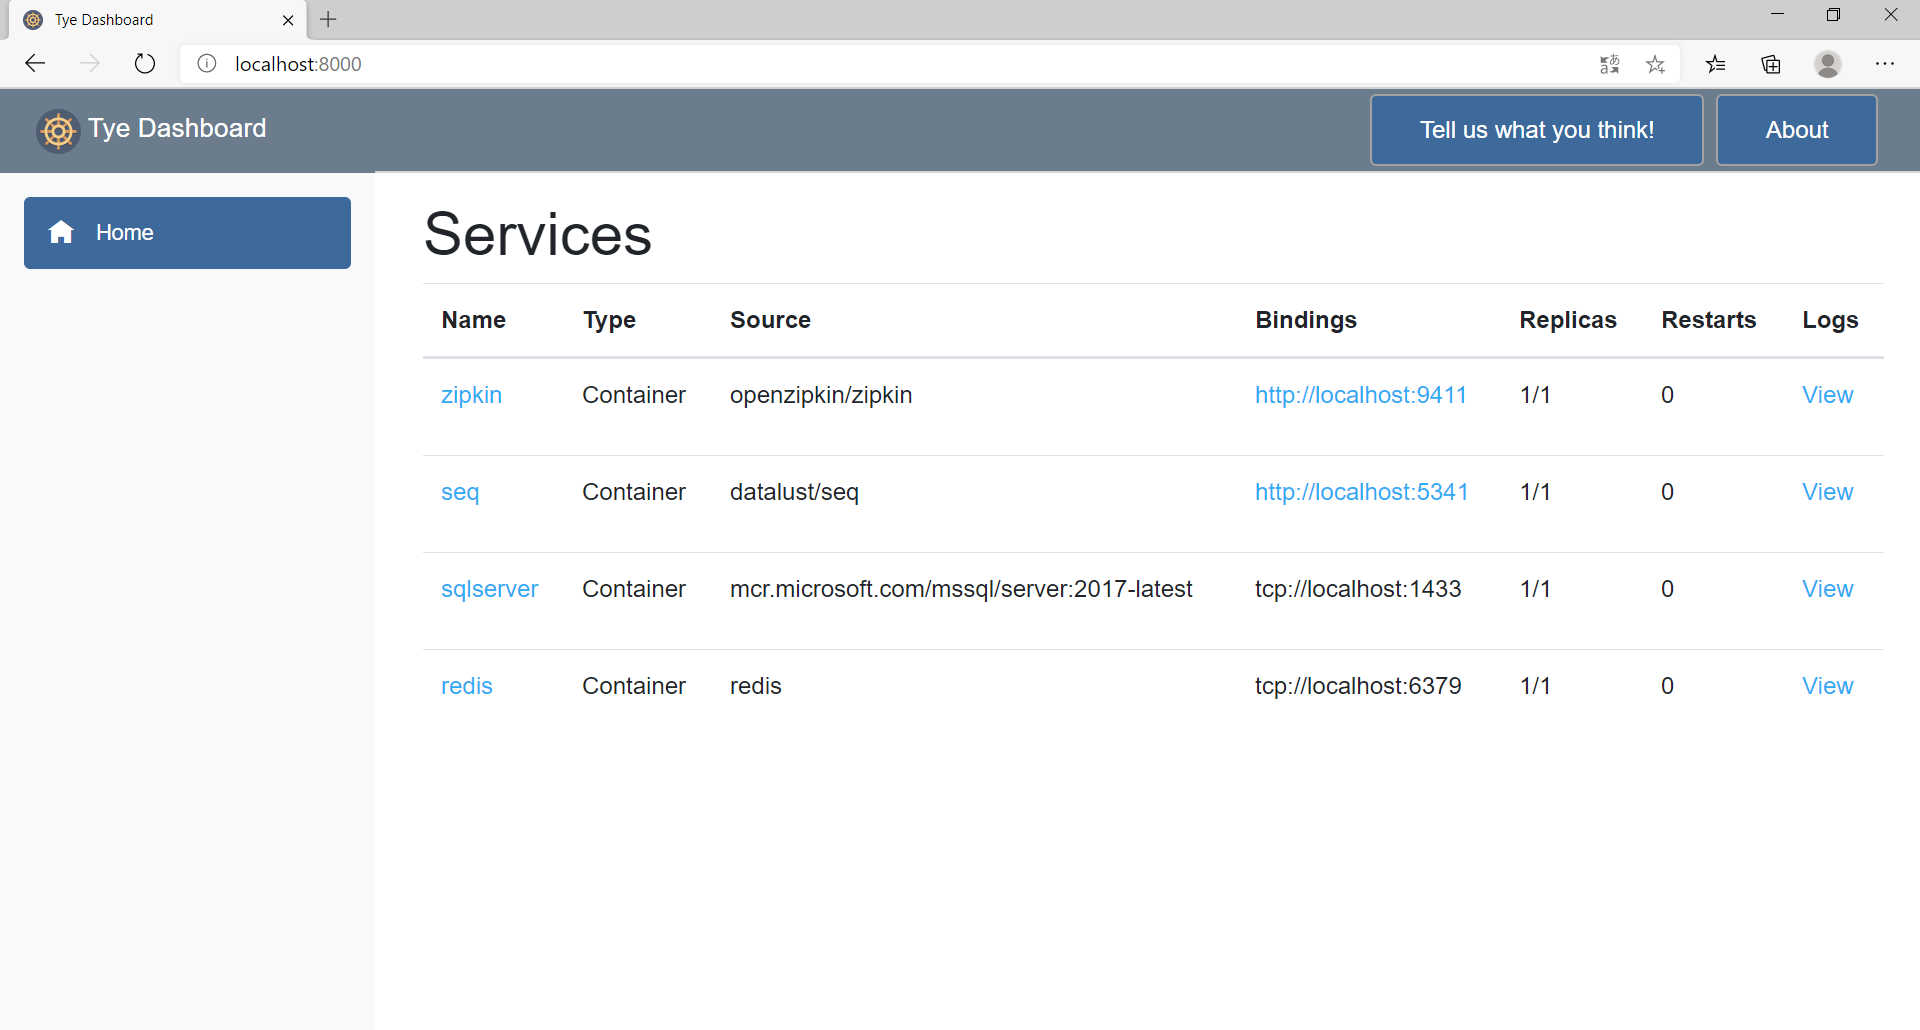 Tye Dashboard
localhost:8000
Tye Dashboard
Tell us what you think!
About
Home
Services
Name Type Source Bindings Replicas Restarts Logs
zipkin Container openzipkin/zipkin http://localhost:9411 1/1 0 View
seq Container datalust/seq http://localhost:5341 1/1 0 View
sqlserver Container mcr.microsoft.com/mssql/server:2017-latest tcp://localhost:1433 1/1 0 View
redis Container redis tcp://localhost:6379 1/1 0 View